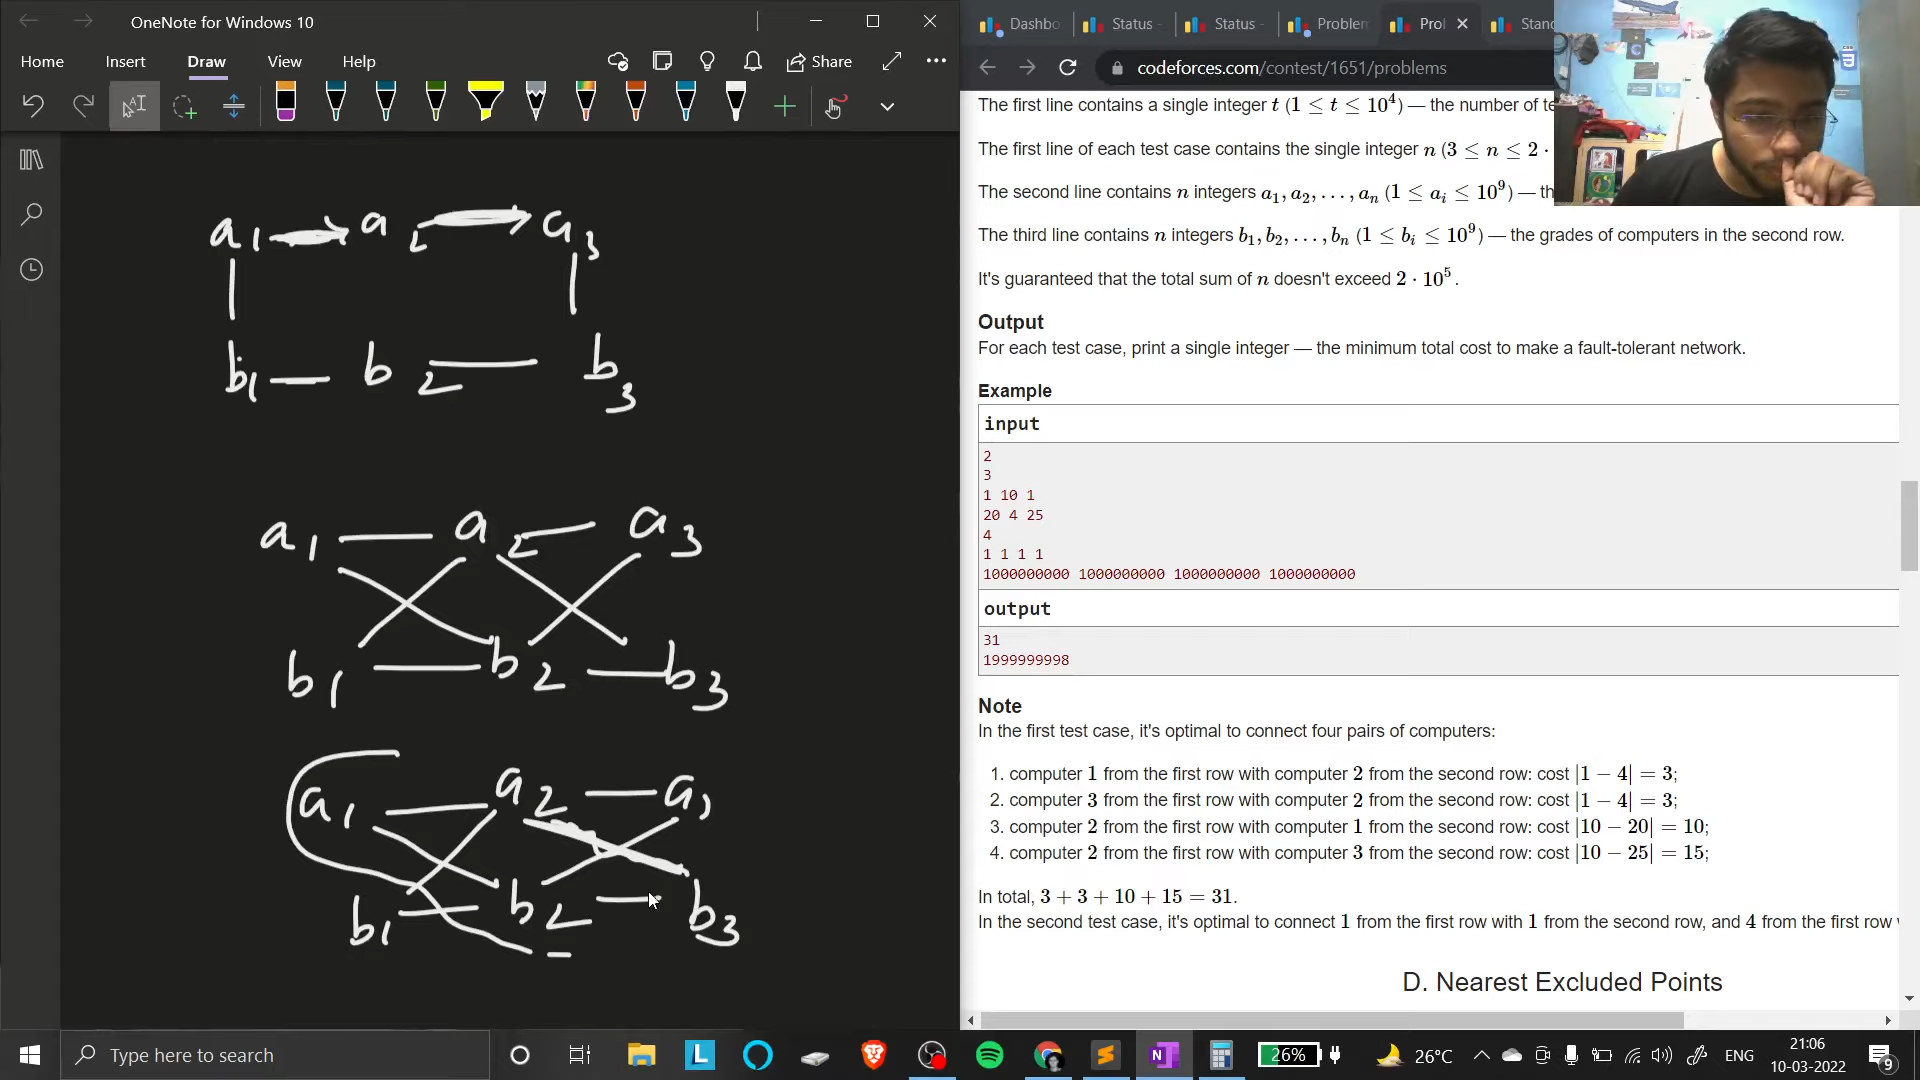 OneNote for Windows 10
Home Insert Draw View Help Share
a1 a2 a3
b1 b2 b3
a1 a2 a3
b1 b2 b3
a1 a2 a3
b1 b2 b3
Dashbo Status - Status - Problem Prol Stand
codeforces.com/contest/1651/problems
The first line contains a single integer t (1 ≤ t ≤ 10^4) — the number of te
The first line of each test case contains the single integer n (3 ≤ n ≤ 2 ·
The second line contains n integers a1, a2, …, an (1 ≤ ai ≤ 10^9) — th
The third line contains n integers b1, b2, …, bn (1 ≤ bi ≤ 10^9) — the grades of computers in the second row.
It's guaranteed that the total sum of n doesn't exceed 2 · 10^5.
Output
For each test case, print a single integer — the minimum total cost to make a fault-tolerant network.
Example
input
2
3
1 10 1
20 4 25
4
1 1 1 1
1000000000 1000000000 1000000000 1000000000
output
31
1999999998
Note
In the first test case, it's optimal to connect four pairs of computers:
1. computer 1 from the first row with computer 2 from the second row: cost |1 − 4| = 3;
2. computer 3 from the first row with computer 2 from the second row: cost |1 − 4| = 3;
3. computer 2 from the first row with computer 1 from the second row: cost |10 − 20| = 10;
4. computer 2 from the first row with computer 3 from the second row: cost |10 − 25| = 15;
In total, 3 + 3 + 10 + 15 = 31.
In the second test case, it's optimal to connect 1 from the first row with 1 from the second row, and 4 from the first row
D. Nearest Excluded Points
Type here to search
26%
26°C
ENG
21:06
10-03-2022
9